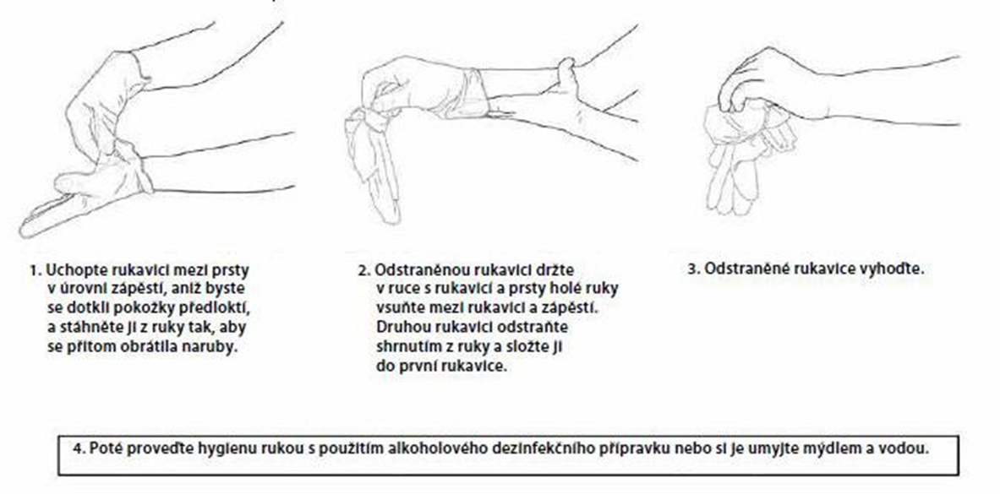 1. Uchopte rukavici mezi prsty
v úrovni zápěstí, aniž byste
se dotkli pokožky předloktí,
a stáhněte ji z ruky tak, aby
se přitom obrátila naruby.
2. Odstraněnou rukavici držte
v ruce s rukavicí a prsty holé ruky
vsuňte mezi rukavici a zápěstí.
Druhou rukavici odstraňte
shrnutím z ruky a složte ji
do první rukavice.
3. Odstraněné rukavice vyhoďte.
4. Poté proveďte hygienu rukou s použitím alkoholového dezinfekčního přípravku nebo si je umyjte mýdlem a vodou.